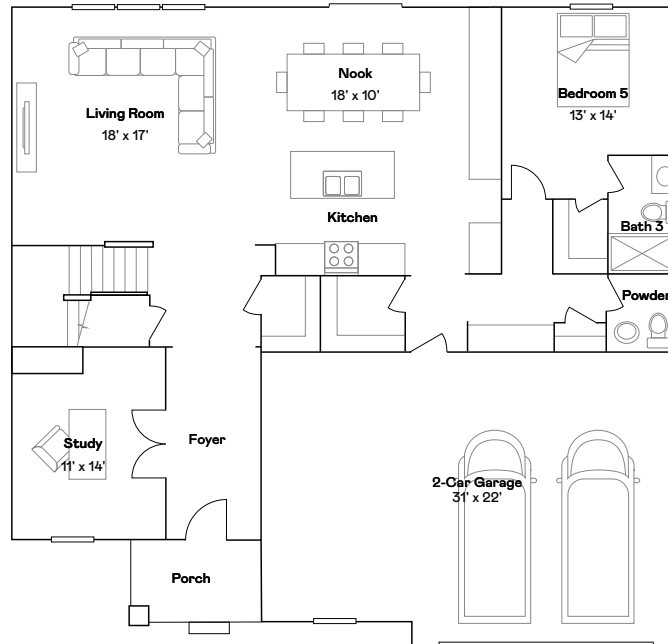 Nook
18' x 10'
Bedroom 5
13' x 14'
Living Room
18' x 17'
Kitchen
Bath 3
Powder
Study
11' x 14'
Foyer
2-Car Garage
31' x 22'
Porch